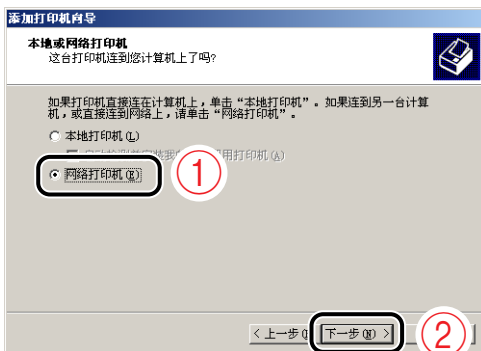 添加打印机向导
本地或网络打印机
这台打印机连到您计算机上了吗?
如果打印机直接连在计算机上，单击“本地打印机”。如果连到另一台计算
机，或直接连到网络上，请单击“网络打印机”。
本地打印机(L)
用打印机(A)
网络打印机(E)
①
<上一步(
下一步(N) >
②